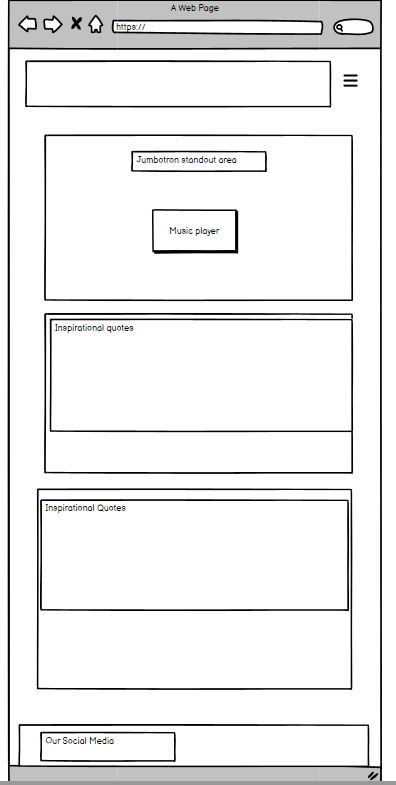 A Web Page
https://
Jumbotron standout area
Music player
Inspirational quotes
Inspirational Quotes
Our Social Media